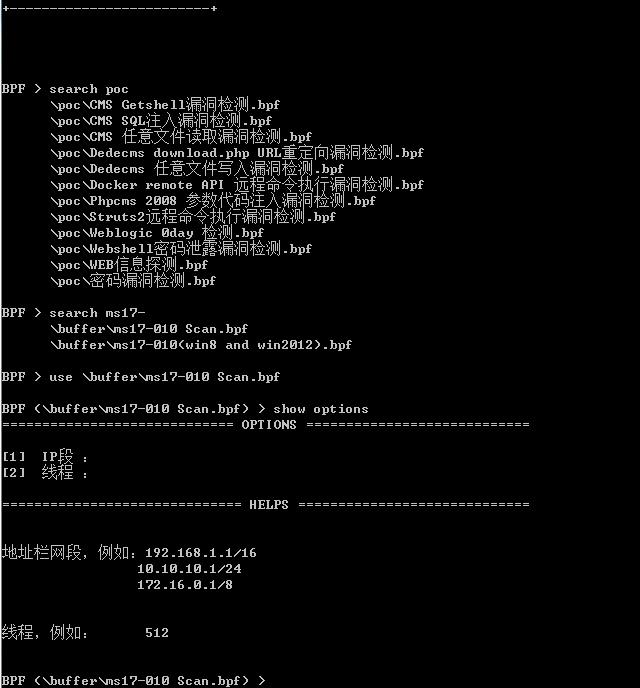 +-------------------------+
BPF > search poc
\poc\CMS Getshell漏洞检测.bpf
\poc\CMS SQL注入漏洞检测.bpf
\poc\CMS 任意文件读取漏洞检测.bpf
\poc\Dedecms download.php URL重定向漏洞检测.bpf
\poc\Dedecms 任意文件写入漏洞检测.bpf
\poc\Docker remote API 远程命令执行漏洞检测.bpf
\poc\Phpcms 2008 参数代码注入漏洞检测.bpf
\poc\Struts2远程命令执行漏洞检测.bpf
\poc\Weblogic 0day 检测.bpf
\poc\Webshell密码泄露漏洞检测.bpf
\poc\WEB信息探测.bpf
\poc\密码漏洞检测.bpf
BPF > search ms17-
\buffer\ms17-010 Scan.bpf
\buffer\ms17-010(win8 and win2012).bpf
BPF > use \buffer\ms17-010 Scan.bpf
BPF (\buffer\ms17-010 Scan.bpf) > show options
============================= OPTIONS ============================
[1] IP段 :
[2] 线程 :
============================== HELPS =============================
地址栏网段，例如: 192.168.1.1/16
10.10.10.1/24
172.16.0.1/8
线程，例如: 512
BPF (\buffer\ms17-010 Scan.bpf) >